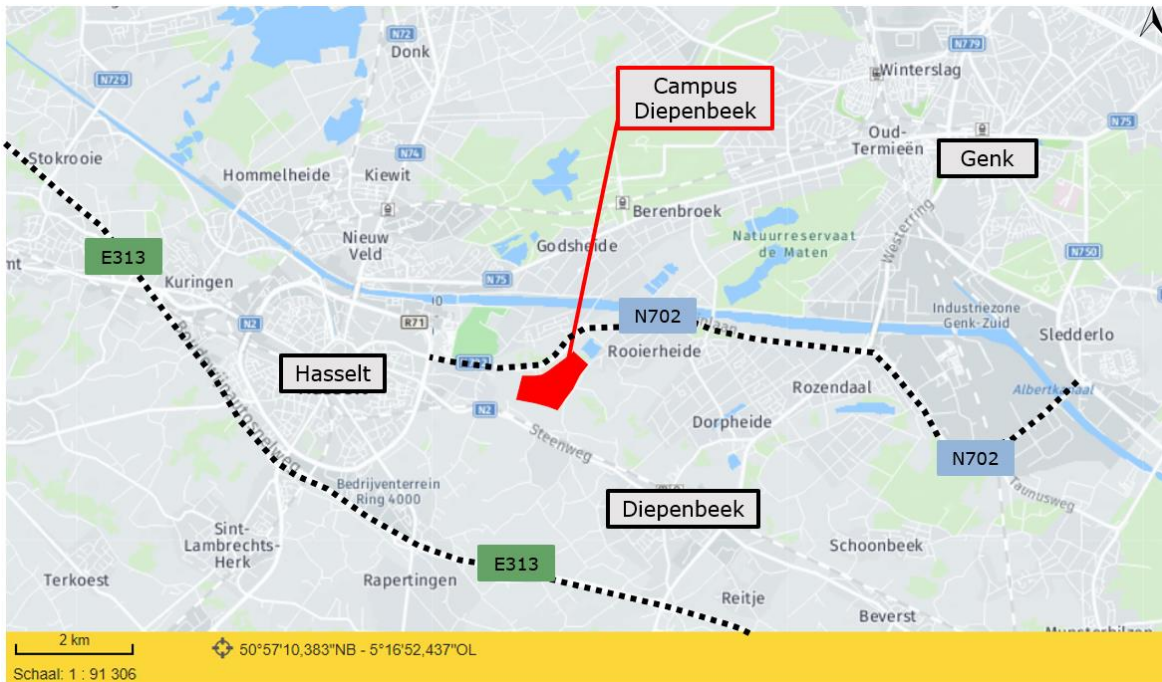 N72
Donk
N779
Winterslag
N729
Campus
Diepenbeek
N75
Oud-
Termieën
Genk
Stokrooie
N74
Hommelheide
Kiewit
Berenbroek
Westerring
Nieuw
Veld
Godsheide
Natuurreservaat
de Maten
N750
E313
Kuringen
N75
N702
Industriezone
Genk-Zuid
Sledderlo
N2
R71
Rooierheide
Hasselt
Rozendaal
Albertkanaal
N2
Boudewijnautosnelweg
Steenweg
Dorpheide
N702
Bedrijventerrein
Ring 4000
Diepenbeek
Taunusweg
Sint-
Lambrechts-
Herk
Schoonbeek
E313
Terkoest
Rapertingen
Reitje
Beverst
2 km
50°57'10,383"NB - 5°16'52,437"OL
Schaal: 1 : 91 306